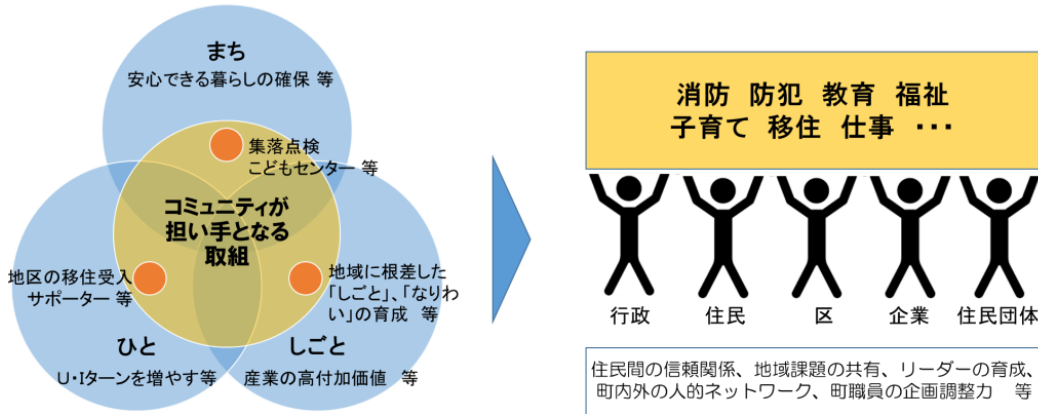 まち
安心できる暮らしの確保 等
集落点検
こどもセンター 等
コミュニティが
担い手となる
取組
地区の移住受入
サポーター 等
地域に根差した
「しごと」、「なりわ
い」の育成 等
ひと
U・Iターンを増やす等
しごと
産業の高付加価値 等
消防 防犯 教育 福祉
子育て 移住 仕事 ・・・
行政 住民 区 企業 住民団体
住民間の信頼関係、地域課題の共有、リーダーの育成、
町内外の人的ネットワーク、町職員の企画調整力 等